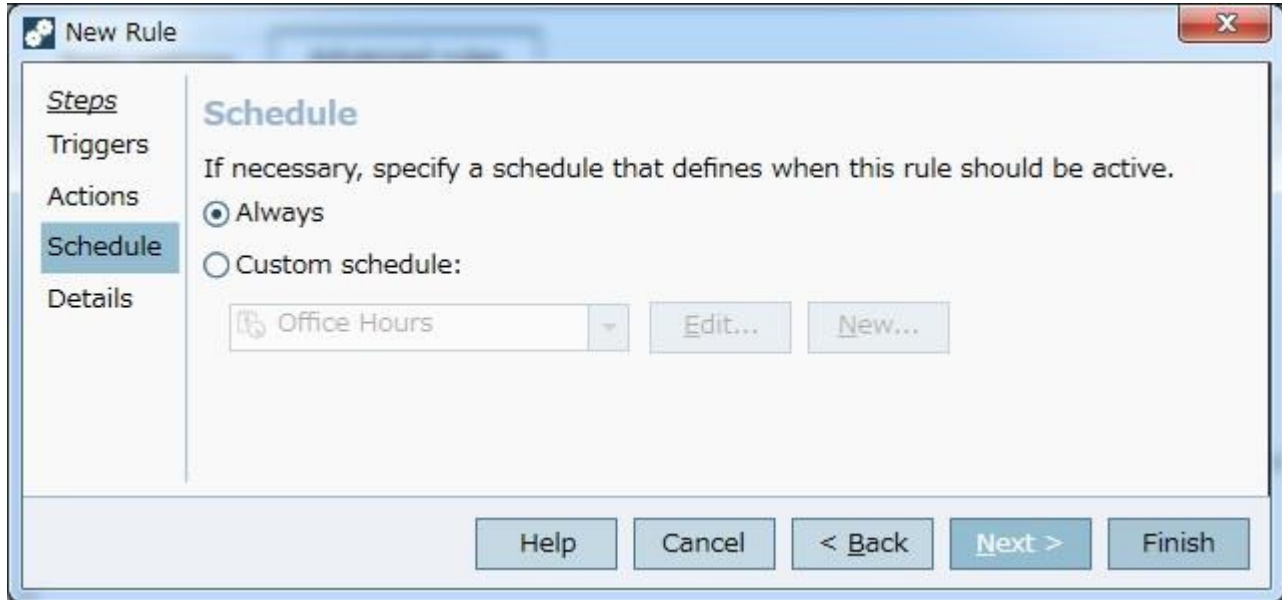 New Rule
Steps
Triggers
Actions
Schedule
Details
Schedule
If necessary, specify a schedule that defines when this rule should be active.
Always
Custom schedule:
Office Hours
Edit...
New...
Help
Cancel
< Back
Next >
Finish